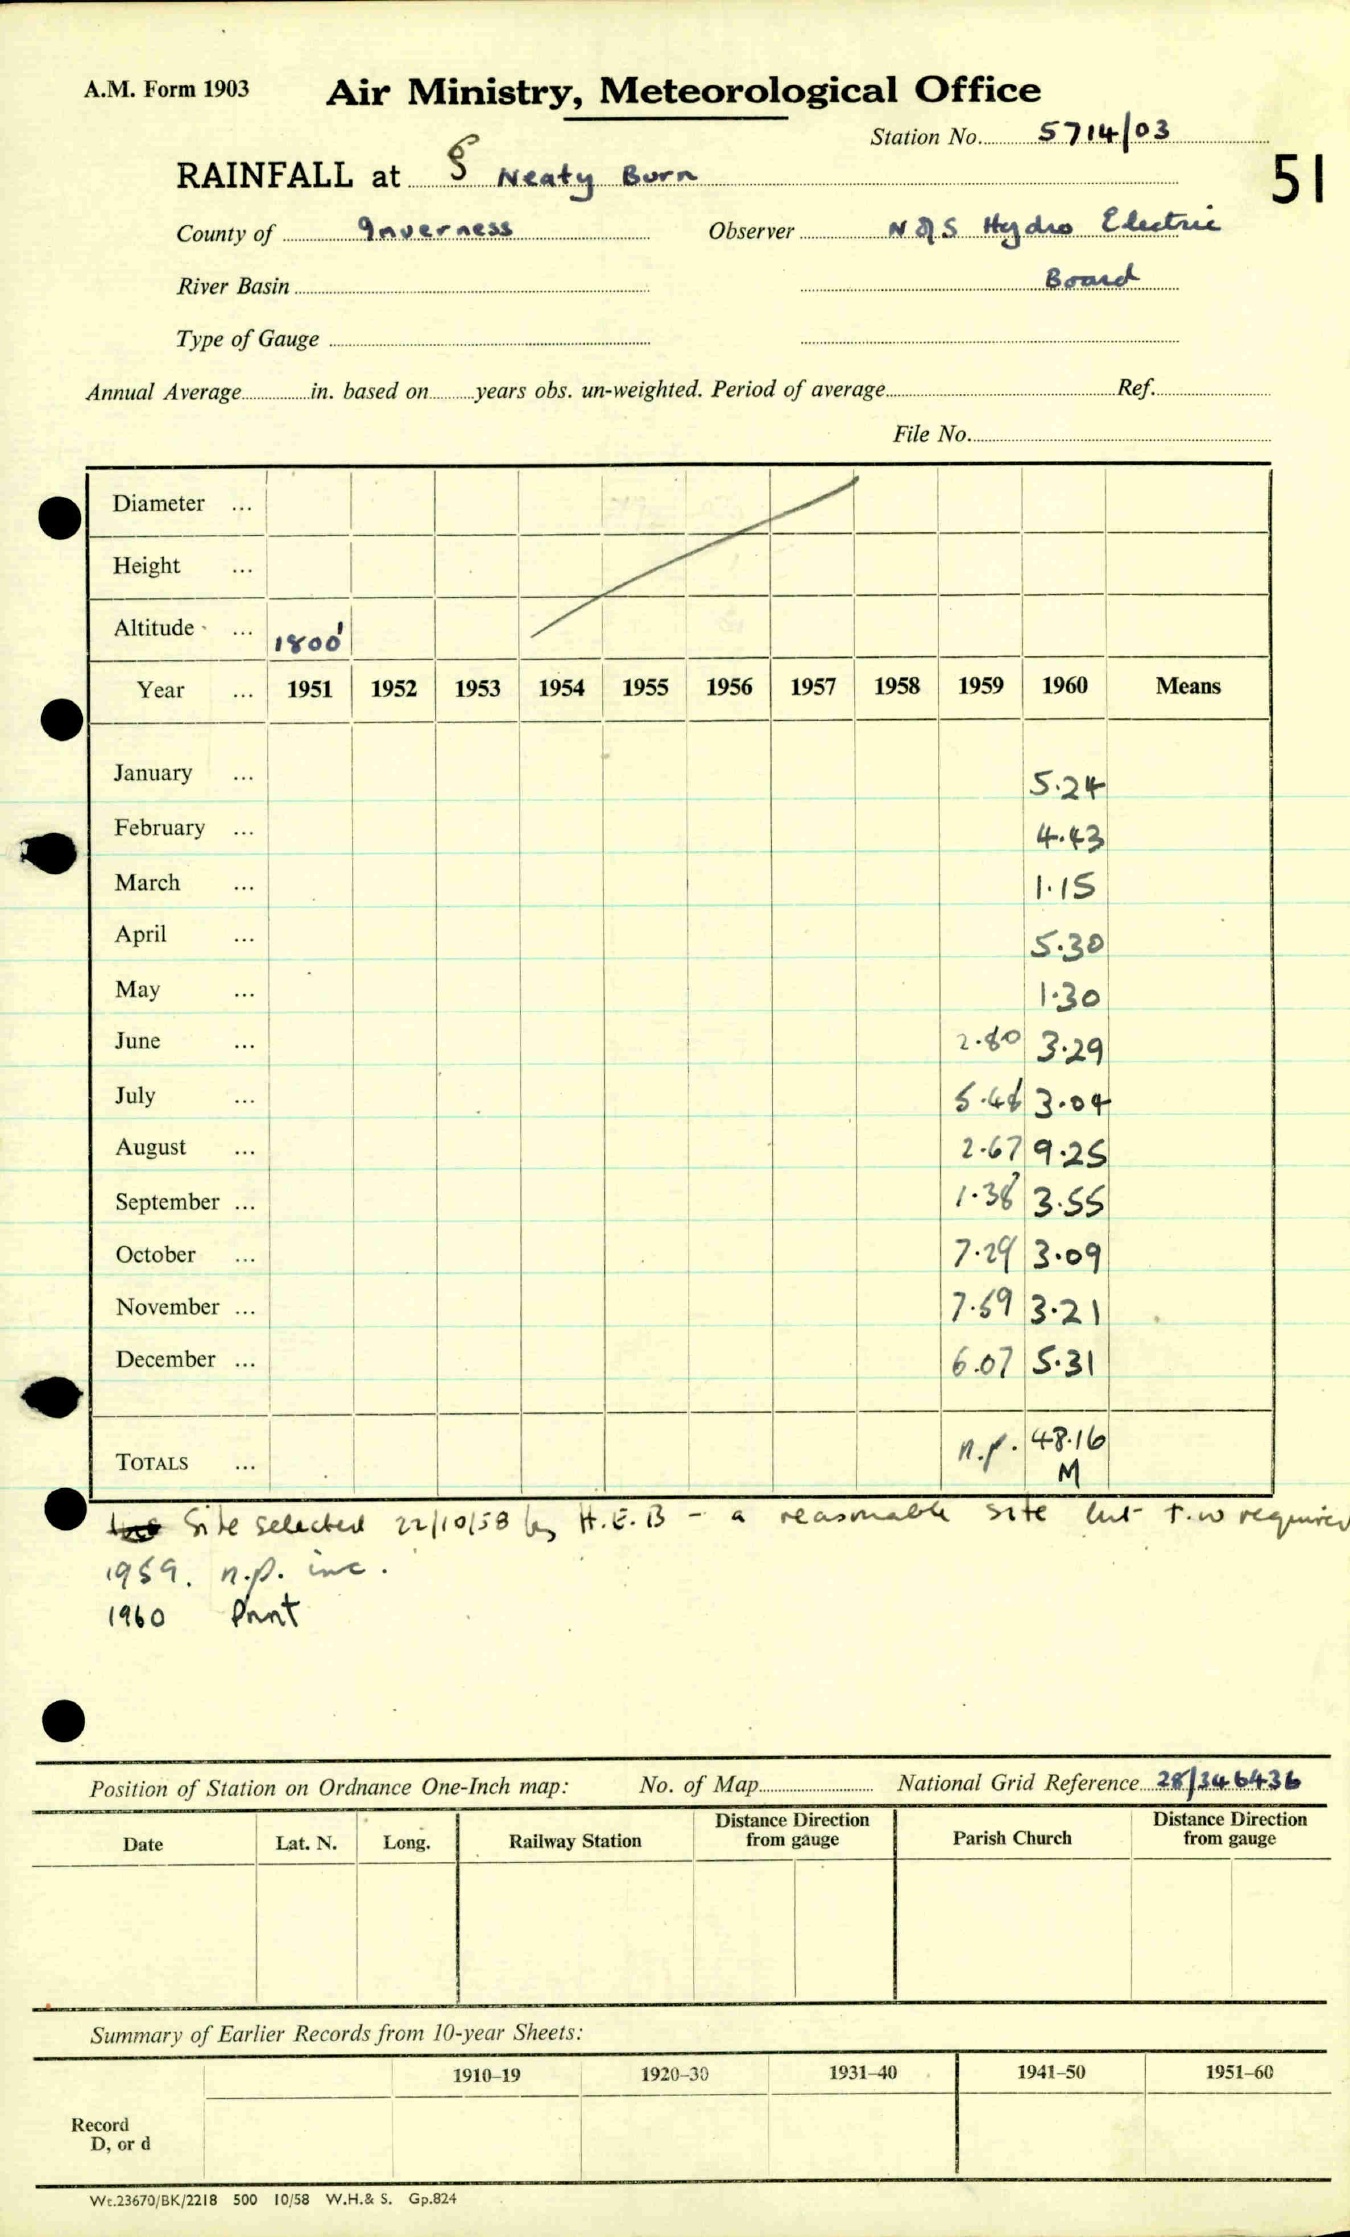 A.M. Form 1903 Air Ministry, Meteorological Office
Station No. 5714/03
RAINFALL at Neaty Burn 51
County of Inverness Observer N of S Hydro Electric
River Basin Board
Type of Gauge
Annual Average in. based on years obs. un-weighted. Period of average Ref.
File No.
Diameter ...
Height ...
Altitude ... 1800'
Year ... 1951 1952 1953 1954 1955 1956 1957 1958 1959 1960 Means
January ... 5.24
February ... 4.43
March ... 1.15
April ... 5.30
May ... 1.30
June ... 2.80 3.29
July ... 5.48 3.04
August ... 2.67 9.25
September ... 1.38 3.55
October ... 7.29 3.09
November ... 7.59 3.21
December ... 6.07 5.31
TOTALS ... n.p. 48.16
M
Site selected 22/10/58 by H.E.B - a reasonable site but t.w required
1959. n.p. inc.
1960 Print
Position of Station on Ordnance One-Inch map: No. of Map National Grid Reference 28/346436
Date Lat. N. Long. Railway Station Distance Direction from gauge Parish Church Distance Direction from gauge
Summary of Earlier Records from 10-year Sheets:
1910-19 1920-30 1931-40 1941-50 1951-60
Record
D, or d
Wt.23670/BK/2218 500 10/58 W.H.& S. Gp.824